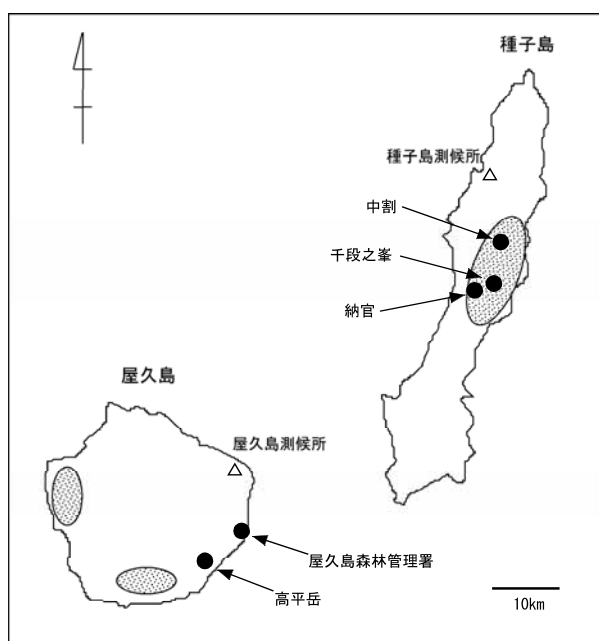 種子島
種子島測候所
中割
千段之峯
納官
屋久島
屋久島測候所
屋久島森林管理署
高平岳
10km